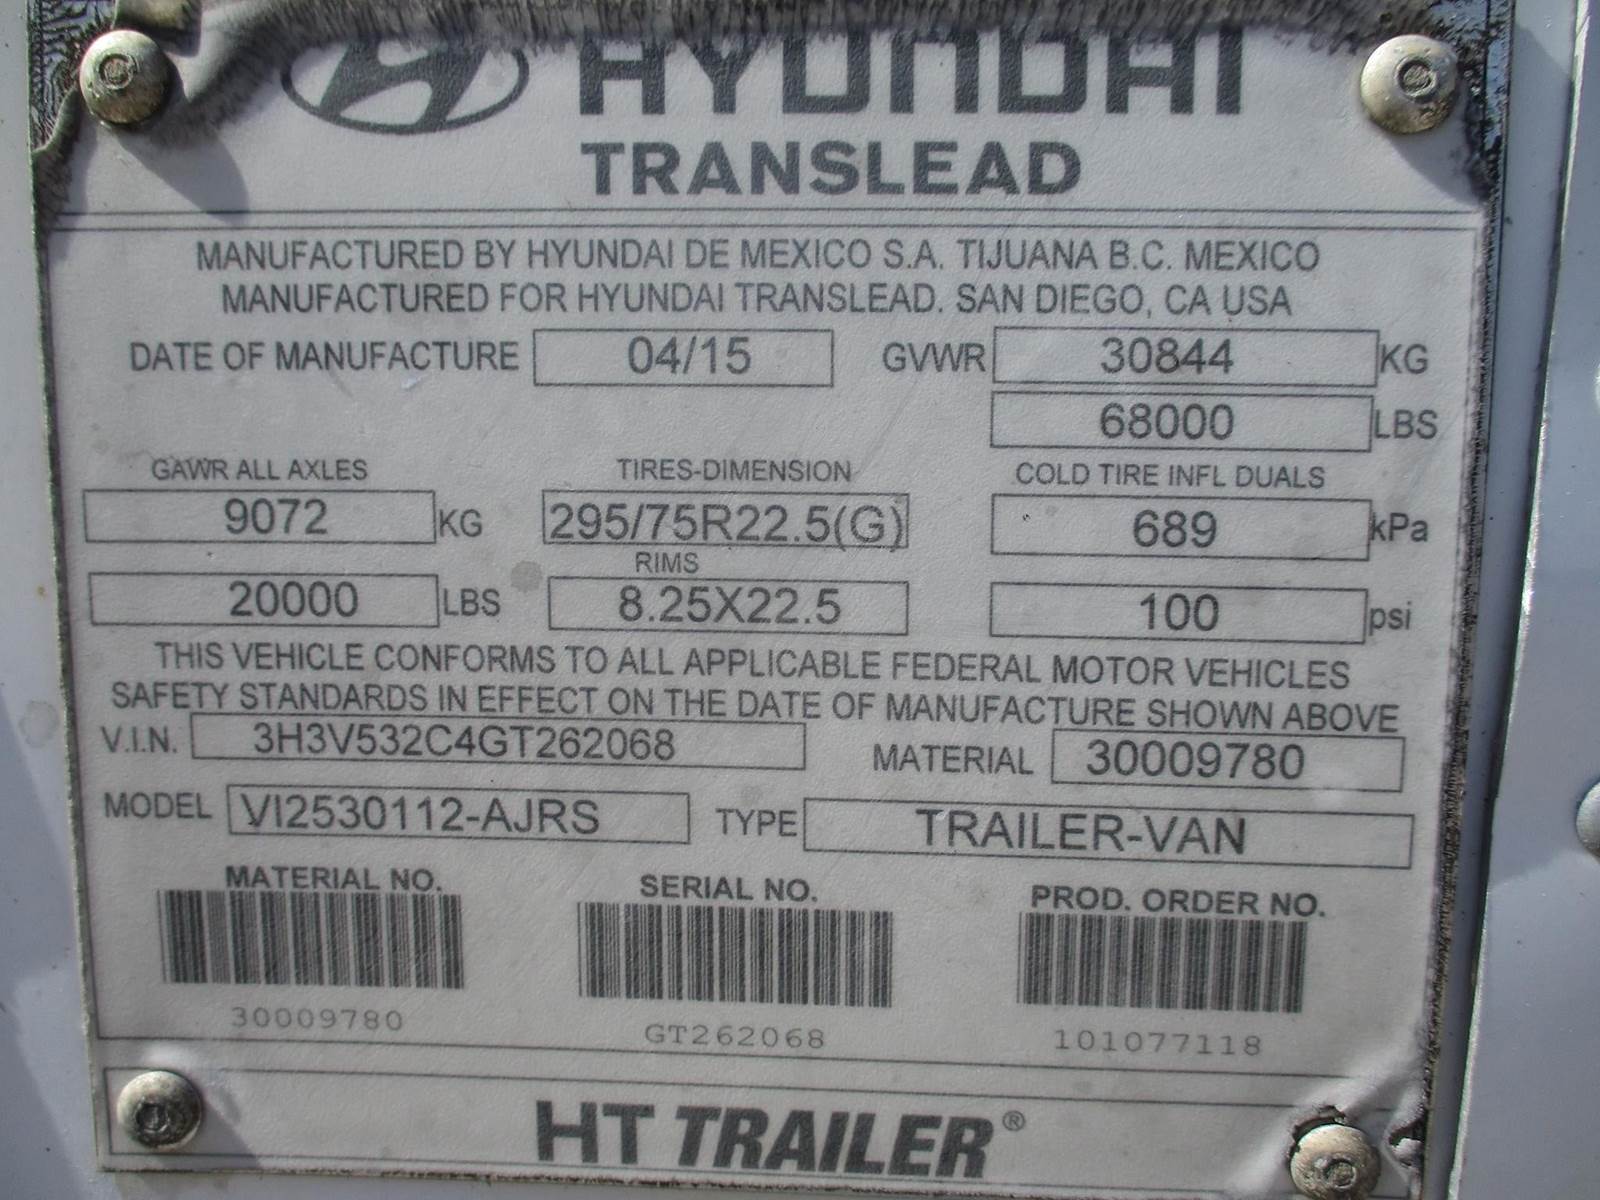 HYUNDAI
TRANSLEAD
MANUFACTURED BY HYUNDAI DE MEXICO S.A. TIJUANA B.C. MEXICO
MANUFACTURED FOR HYUNDAI TRANSLEAD. SAN DIEGO, CA USA
DATE OF MANUFACTURE 04/15 GVWR 30844 KG
68000 LBS
GAWR ALL AXLES TIRES-DIMENSION COLD TIRE INFL DUALS
9072 KG 295/75R22.5(G) 689 kPa
RIMS
20000 LBS 8.25X22.5 100 psi
THIS VEHICLE CONFORMS TO ALL APPLICABLE FEDERAL MOTOR VEHICLES
SAFETY STANDARDS IN EFFECT ON THE DATE OF MANUFACTURE SHOWN ABOVE
V.I.N. 3H3V532C4GT262068 MATERIAL 30009780
MODEL VI2530112-AJRS TYPE TRAILER-VAN
MATERIAL NO. SERIAL NO. PROD. ORDER NO.
30009780 GT262068 101077118
HT TRAILER®